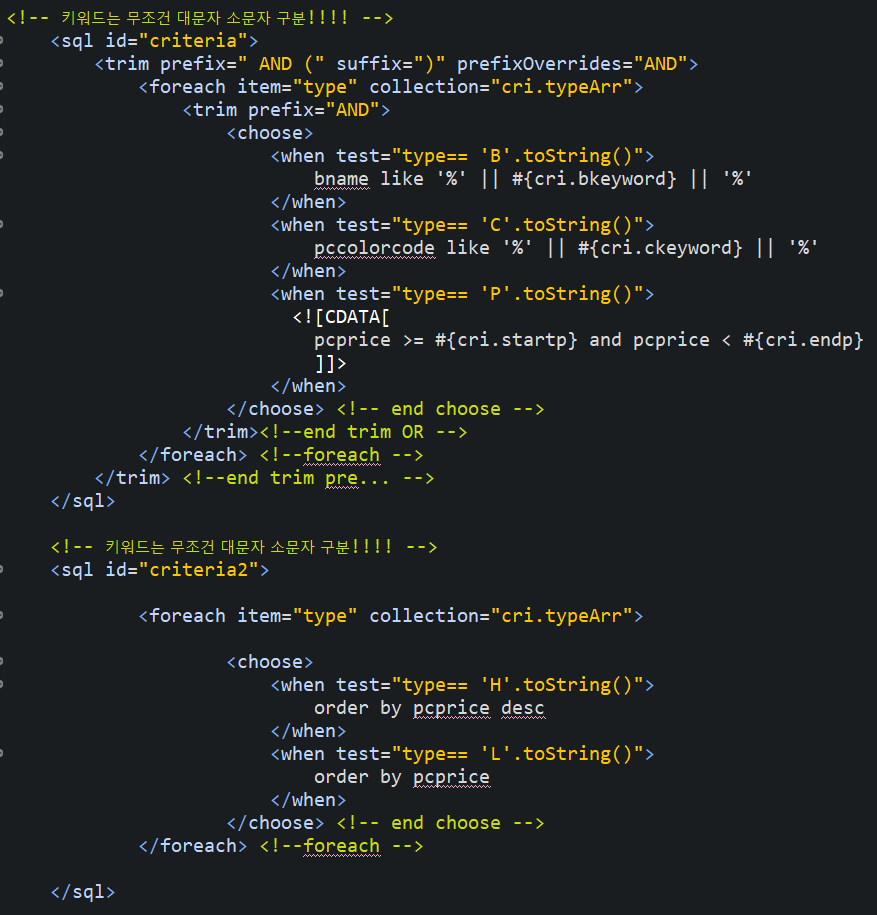 <!-- 키워드는 무조건 대문자 소문자 구분!!!! -->
<sql id="criteria">
<trim prefix=" AND (" suffix=")" prefixOverrides="AND">
<foreach item="type" collection="cri.typeArr">
<trim prefix="AND">
<choose>
<when test="type== 'B'.toString()">
bname like '%' || #{cri.bkeyword} || '%'
</when>
<when test="type== 'C'.toString()">
pccolorcode like '%' || #{cri.ckeyword} || '%'
</when>
<when test="type== 'P'.toString()">
<![CDATA[
pcprice >= #{cri.startp} and pcprice < #{cri.endp}
]]>
</when>
</choose> <!-- end choose -->
</trim><!--end trim OR -->
</foreach> <!--foreach -->
</trim> <!--end trim pre... -->
</sql>
<!-- 키워드는 무조건 대문자 소문자 구분!!!! -->
<sql id="criteria2">
<foreach item="type" collection="cri.typeArr">
<choose>
<when test="type== 'H'.toString()">
order by pcprice desc
</when>
<when test="type== 'L'.toString()">
order by pcprice
</when>
</choose> <!-- end choose -->
</foreach> <!--foreach -->
</sql>